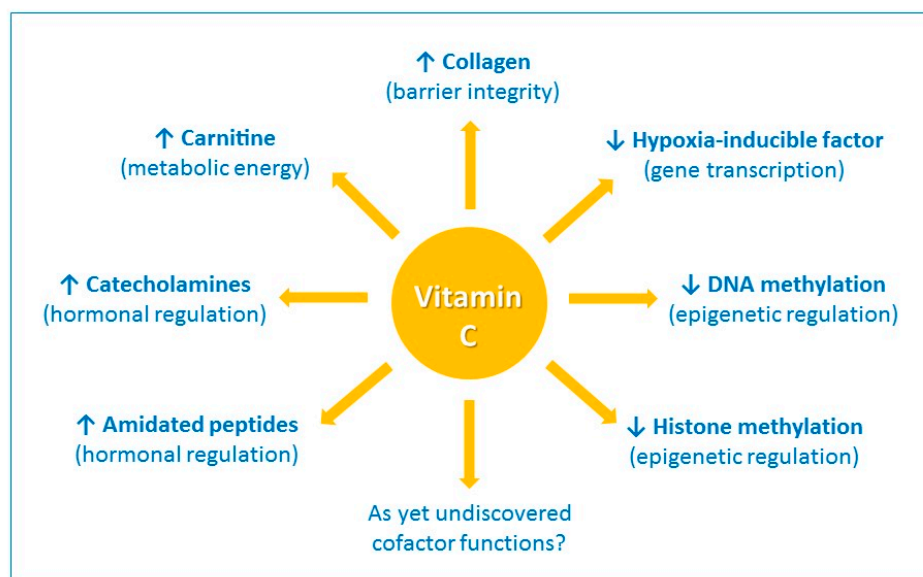 ↑ Collagen
(barrier integrity)
↑ Carnitine
(metabolic energy)
↓ Hypoxia-inducible factor
(gene transcription)
↑ Catecholamines
(hormonal regulation)
Vitamin
C
↓ DNA methylation
(epigenetic regulation)
↑ Amidated peptides
(hormonal regulation)
↓ Histone methylation
(epigenetic regulation)
As yet undiscovered
cofactor functions?